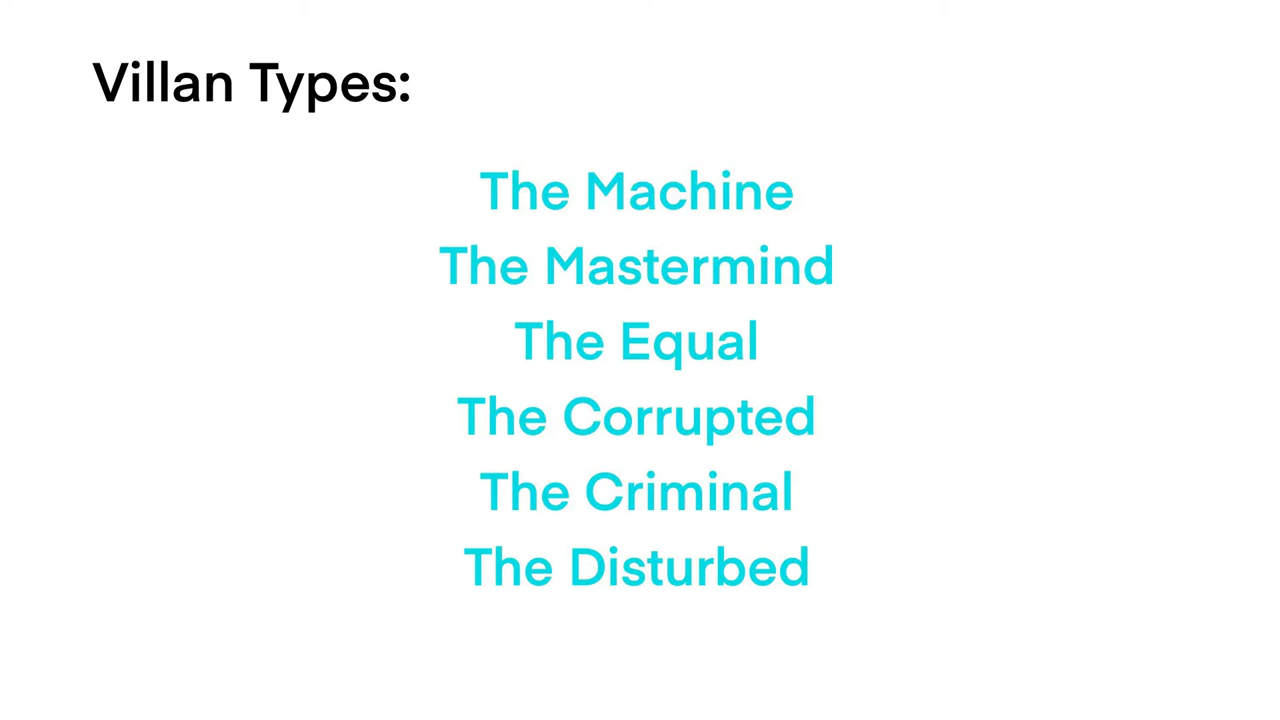 Villan Types:
The Machine
The Mastermind
The Equal
The Corrupted
The Criminal
The Disturbed